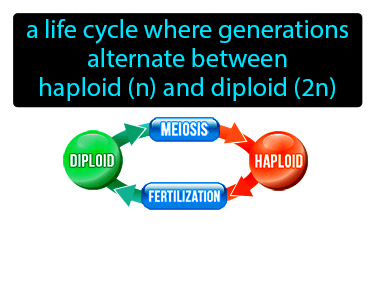 a life cycle where generations
alternate between
haploid (n) and diploid (2n)
MEIOSIS
DIPLOID
HAPLOID
FERTILIZATION